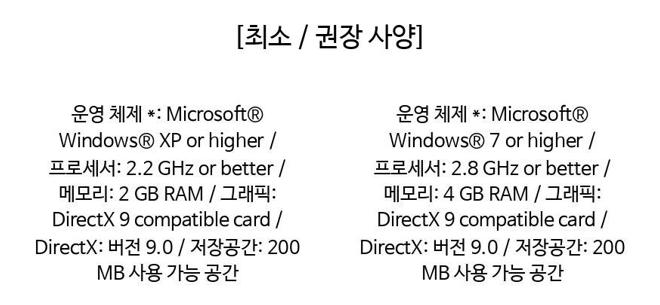 [최소 / 권장 사양]
운영 체제 *: Microsoft®
Windows® XP or higher /
프로세서: 2.2 GHz or better /
메모리: 2 GB RAM / 그래픽:
DirectX 9 compatible card /
DirectX: 버전 9.0 / 저장공간: 200
MB 사용 가능 공간
운영 체제 *: Microsoft®
Windows® 7 or higher /
프로세서: 2.8 GHz or better /
메모리: 4 GB RAM / 그래픽:
DirectX 9 compatible card /
DirectX: 버전 9.0 / 저장공간: 200
MB 사용 가능 공간